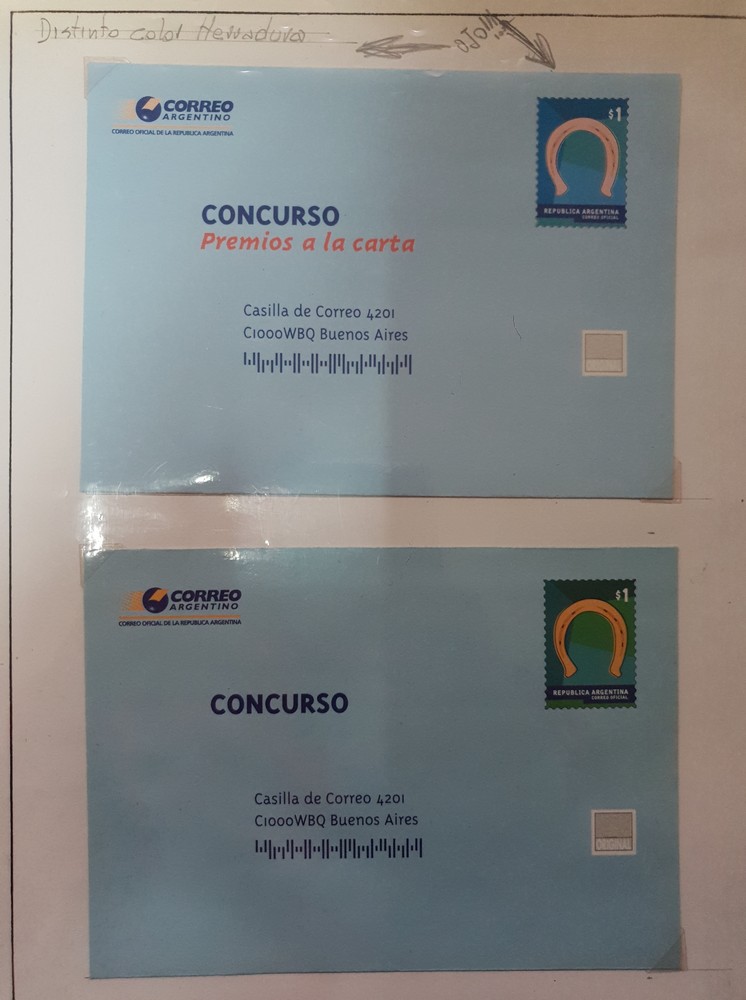 Distinto color Herradura
OJO
CORREO
ARGENTINO
CORREO OFICIAL DE LA REPUBLICA ARGENTINA
$1
REPUBLICA ARGENTINA
CORREO OFICIAL
CONCURSO
Premios a la carta
Casilla de Correo 4201
C1000WBQ Buenos Aires
ORIGINAL
CORREO
ARGENTINO
CORREO OFICIAL DE LA REPUBLICA ARGENTINA
$1
REPUBLICA ARGENTINA
CORREO OFICIAL
CONCURSO
Casilla de Correo 4201
C1000WBQ Buenos Aires
ORIGINAL